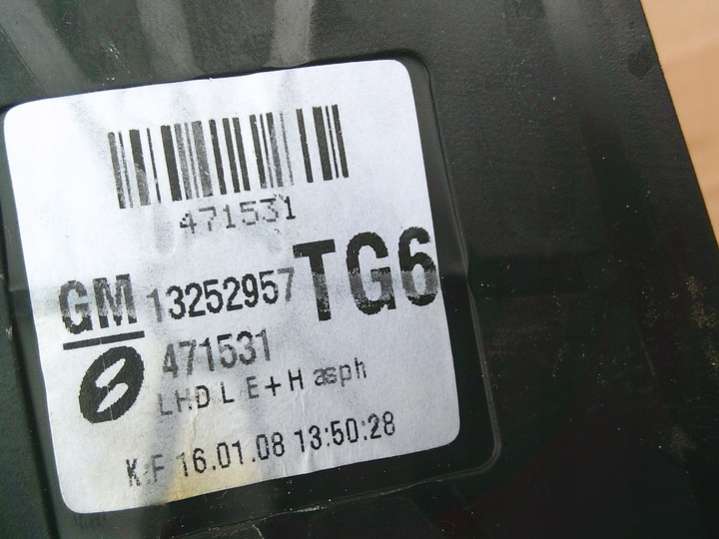 471531
GM 13252957 TG6
471531
LHD L E+H asph
K.F 16.01.08 13:50:28